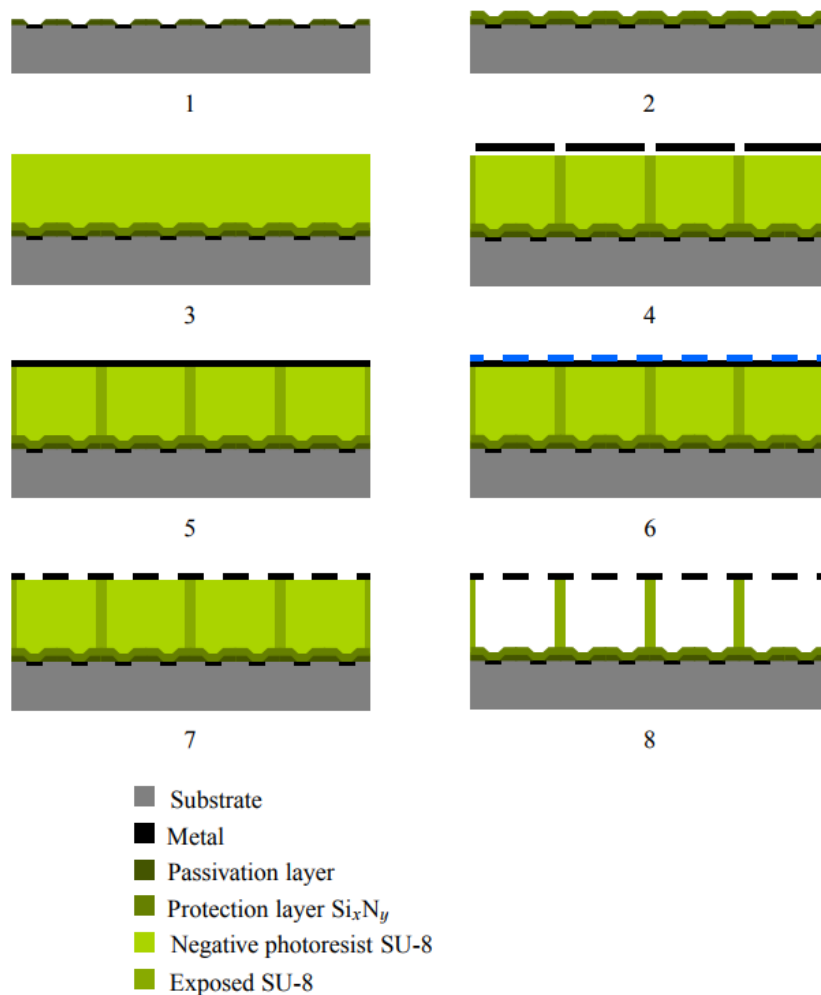 1
2
3
4
5
6
7
8
Substrate
Metal
Passivation layer
Protection layer SixNy
Negative photoresist SU-8
Exposed SU-8